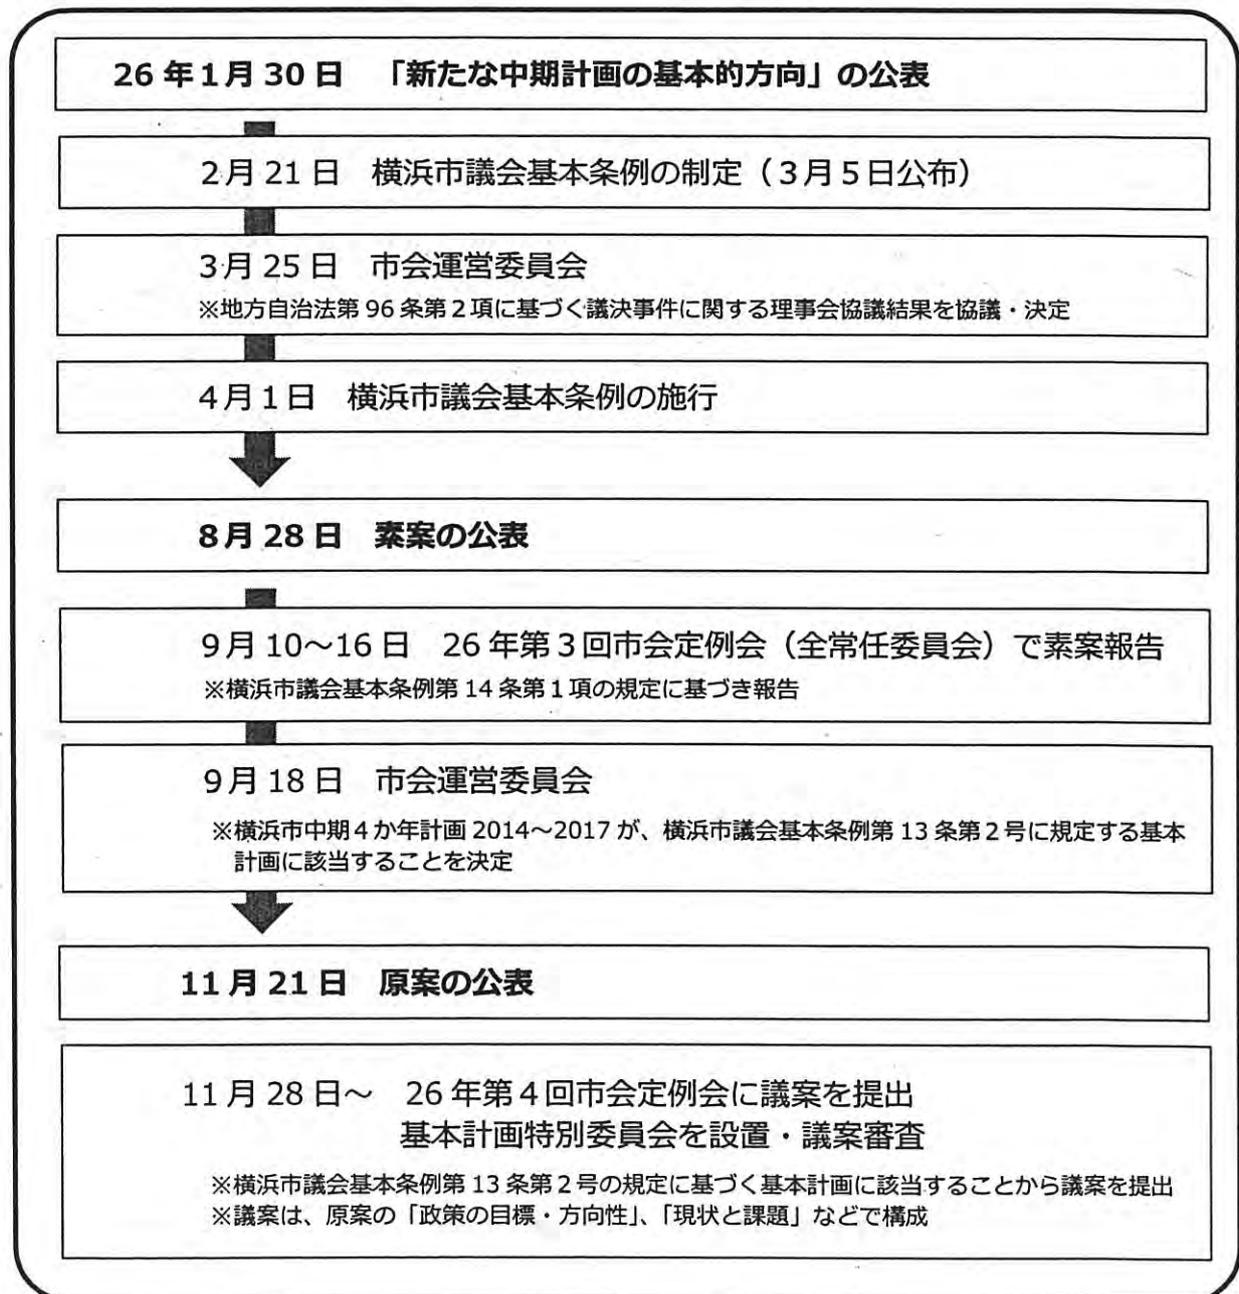 26年1月30日　「新たな中期計画の基本的方向」の公表
2月21日　横浜市議会基本条例の制定（3月5日公布）
3月25日　市会運営委員会
※地方自治法第96条第2項に基づく議決事件に関する理事会協議結果を協議・決定
4月1日　横浜市議会基本条例の施行
8月28日　素案の公表
9月10～16日　26年第3回市会定例会（全常任委員会）で素案報告
※横浜市議会基本条例第14条第1項の規定に基づき報告
9月18日　市会運営委員会
※横浜市中期4か年計画2014～2017が、横浜市議会基本条例第13条第2号に規定する基本
計画に該当することを決定
11月21日　原案の公表
11月28日～　26年第4回市会定例会に議案を提出
基本計画特別委員会を設置・議案審査
※横浜市議会基本条例第13条第2号の規定に基づく基本計画に該当することから議案を提出
※議案は、原案の「政策の目標・方向性」、「現状と課題」などで構成